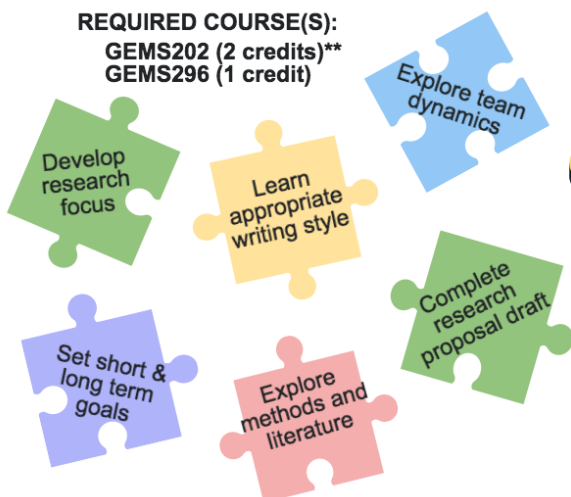 REQUIRED COURSE(S):
GEMS202 (2 credits)**
GEMS296 (1 credit)
Explore team
dynamics
Develop
research
focus
Learn
appropriate
writing style
Complete
research
proposal draft
Set short &
long term
goals
Explore
methods and
literature